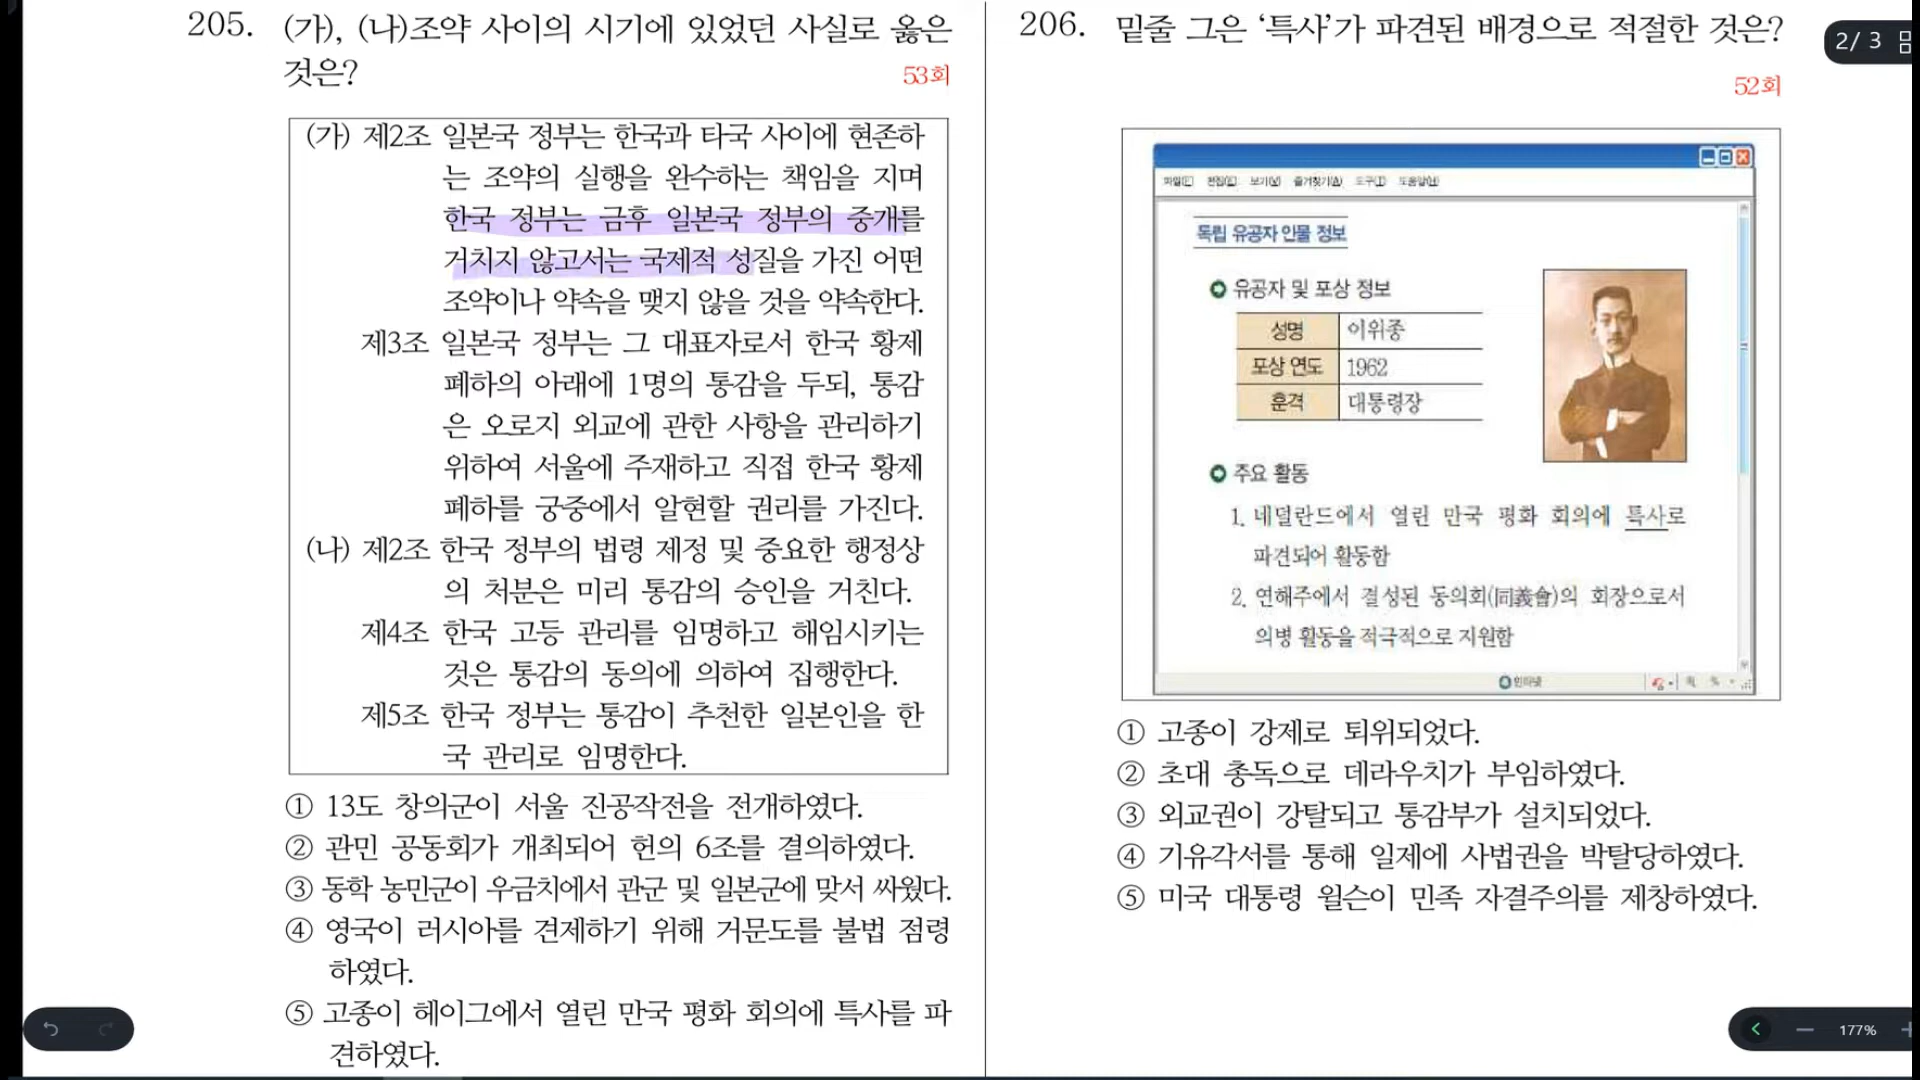 205. (가), (나)조약 사이의 시기에 있었던 사실로 옳은
것은?
53회
(가) 제2조 일본국 정부는 한국과 타국 사이에 현존하
는 조약의 실행을 완수하는 책임을 지며
한국 정부는 금후 일본국 정부의 중개를
거치지 않고서는 국제적 성질을 가진 어떤
조약이나 약속을 맺지 않을 것을 약속한다.
제3조 일본국 정부는 그 대표자로서 한국 황제
폐하의 아래에 1명의 통감을 두되, 통감
은 오로지 외교에 관한 사항을 관리하기
위하여 서울에 주재하고 직접 한국 황제
폐하를 궁중에서 알현할 권리를 가진다.
(나) 제2조 한국 정부의 법령 제정 및 중요한 행정상
의 처분은 미리 통감의 승인을 거친다.
제4조 한국 고등 관리를 임명하고 해임시키는
것은 통감의 동의에 의하여 집행한다.
제5조 한국 정부는 통감이 추천한 일본인을 한
국 관리로 임명한다.
① 13도 창의군이 서울 진공작전을 전개하였다.
② 관민 공동회가 개최되어 헌의 6조를 결의하였다.
③ 동학 농민군이 우금치에서 관군 및 일본군에 맞서 싸웠다.
④ 영국이 러시아를 견제하기 위해 거문도를 불법 점령
하였다.
⑤ 고종이 헤이그에서 열린 만국 평화 회의에 특사를 파
견하였다.
206. 밑줄 그은 ‘특사’가 파견된 배경으로 적절한 것은?
52회
파일(F) 편집(E) 보기(V) 즐겨찾기(A) 도구(T) 도움말(H)
독립 유공자 인물 정보
유공자 및 포상 정보
성명 이위종
포상 연도 1962
훈격 대통령장
주요 활동
1. 네덜란드에서 열린 만국 평화 회의에 특사로
파견되어 활동함
2. 연해주에서 결성된 동의회(同義會)의 회장으로서
의병 활동을 적극적으로 지원함
인터넷
① 고종이 강제로 퇴위되었다.
② 초대 총독으로 데라우치가 부임하였다.
③ 외교권이 강탈되고 통감부가 설치되었다.
④ 기유각서를 통해 일제에 사법권을 박탈당하였다.
⑤ 미국 대통령 윌슨이 민족 자결주의를 제창하였다.
2/ 3
177%